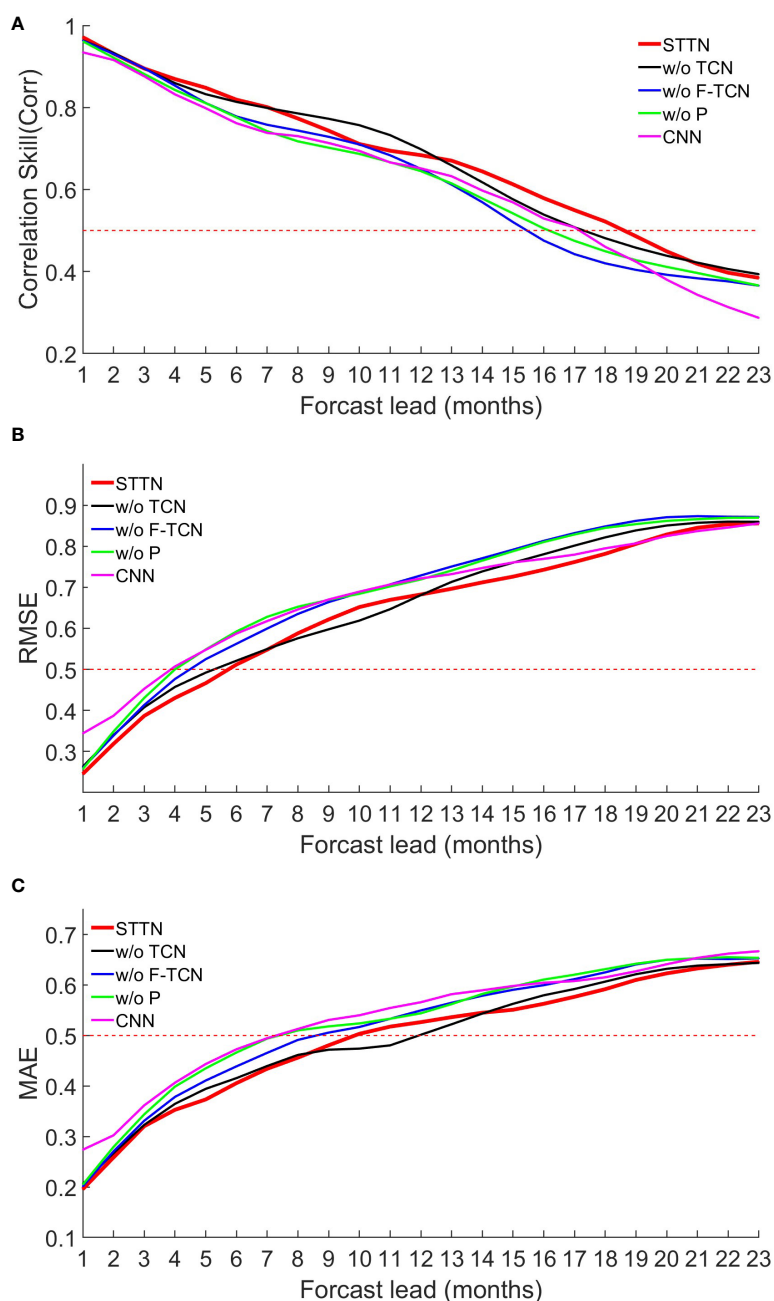 A
1
0.8
0.6
0.4
0.2
Correlation Skill(Corr)
STTN
w/o TCN
w/o F-TCN
w/o P
CNN
1 2 3 4 5 6 7 8 9 10 11 12 13 14 15 16 17 18 19 20 21 22 23
Forcast lead (months)
B
0.9
0.8
0.7
0.6
0.5
0.4
0.3
RMSE
STTN
w/o TCN
w/o F-TCN
w/o P
CNN
1 2 3 4 5 6 7 8 9 10 11 12 13 14 15 16 17 18 19 20 21 22 23
Forcast lead (months)
C
0.7
0.6
0.5
0.4
0.3
0.2
0.1
MAE
STTN
w/o TCN
w/o F-TCN
w/o P
CNN
1 2 3 4 5 6 7 8 9 10 11 12 13 14 15 16 17 18 19 20 21 22 23
Forcast lead (months)